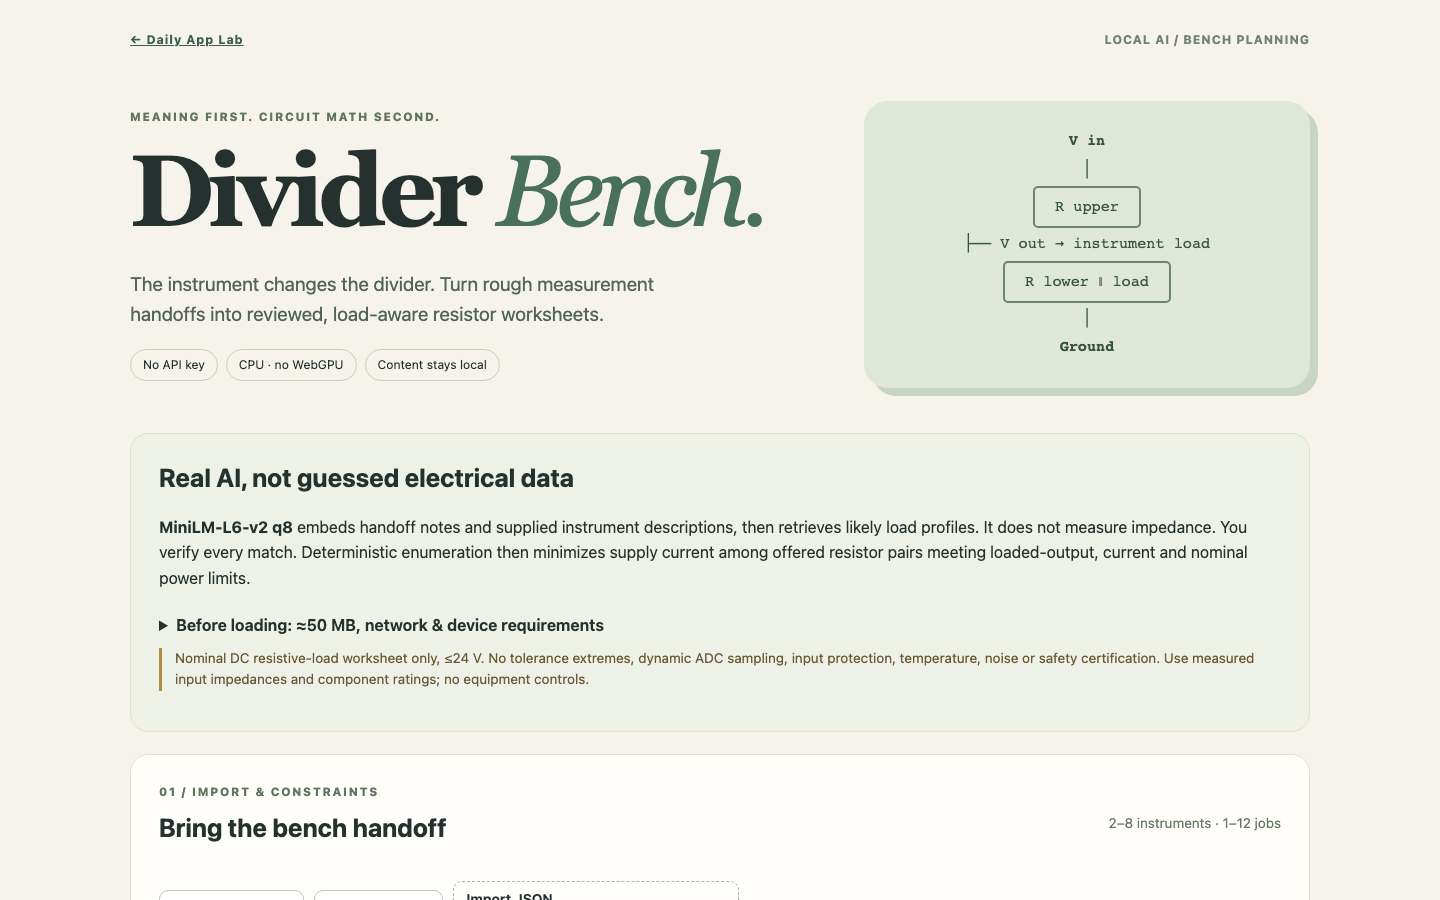 ← Daily App Lab
LOCAL AI / BENCH PLANNING
MEANING FIRST. CIRCUIT MATH SECOND.
Divider Bench.
The instrument changes the divider. Turn rough measurement
handoffs into reviewed, load-aware resistor worksheets.
No API key
CPU · no WebGPU
Content stays local
V in
│
R upper
├── V out → instrument load
R lower ∥ load
│
Ground
Real AI, not guessed electrical data
MiniLM-L6-v2 q8 embeds handoff notes and supplied instrument descriptions, then retrieves likely load profiles. It does not measure impedance. You
verify every match. Deterministic enumeration then minimizes supply current among offered resistor pairs meeting loaded-output, current and nominal
power limits.
▶ Before loading: ≈50 MB, network & device requirements
Nominal DC resistive-load worksheet only, ≤24 V. No tolerance extremes, dynamic ADC sampling, input protection, temperature, noise or safety certification. Use measured
input impedances and component ratings; no equipment controls.
01 / IMPORT & CONSTRAINTS
Bring the bench handoff
2–8 instruments · 1–12 jobs
Import JSON